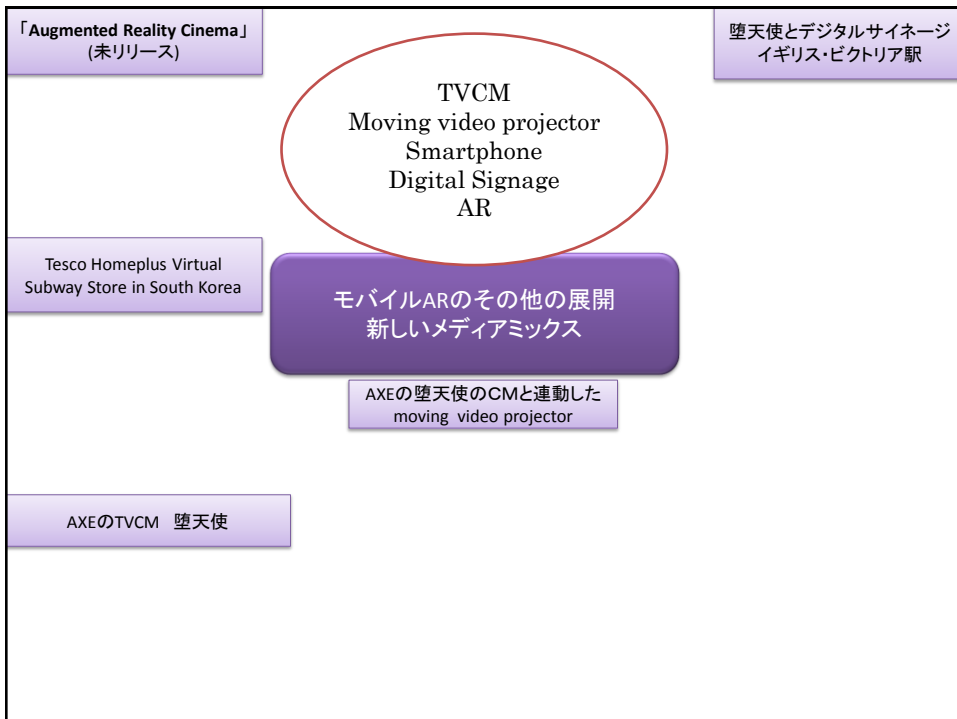 「Augmented Reality Cinema」
(未リリース)
堕天使とデジタルサイネージ
イギリス・ビクトリア駅
TVCM
Moving video projector
Smartphone
Digital Signage
AR
Tesco Homeplus Virtual
Subway Store in South Korea
モバイルARのその他の展開
新しいメディアミックス
AXEの堕天使のCMと連動した
moving video projector
AXEのTVCM 堕天使